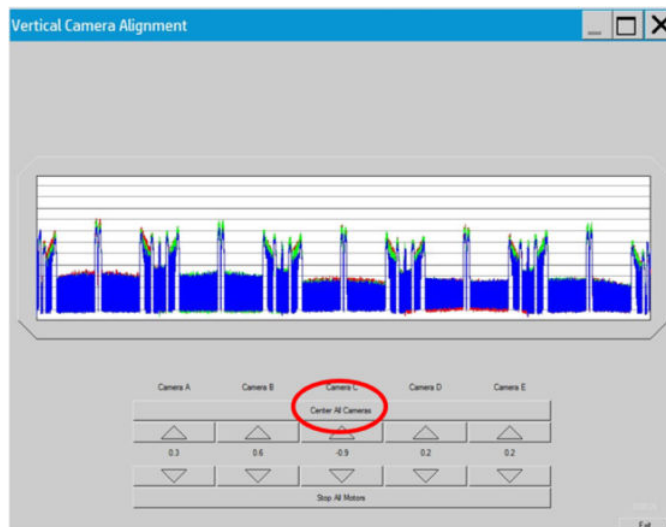 Vertical Camera Alignment
Camera A Camera B Camera C Camera D Camera E
Center All Cameras
0.3 0.6 -0.9 0.2 0.2
Stop All Motors
Exit